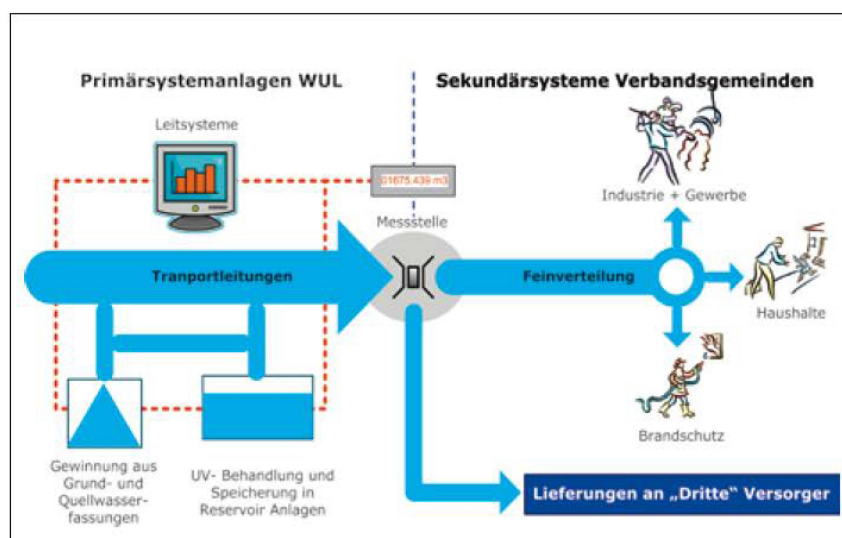 Primärsystemanlagen WUL
Sekundärsysteme Verbandsgemeinden
Leitsysteme
01675.439 m3
Messstelle
Industrie + Gewerbe
Tranportleitungen
Feinverteilung
Haushalte
Brandschutz
Gewinnung aus
Grund- und
Quellwasser-
fassungen
UV- Behandlung und
Speicherung in
Reservoir Anlagen
Lieferungen an „Dritte“ Versorger